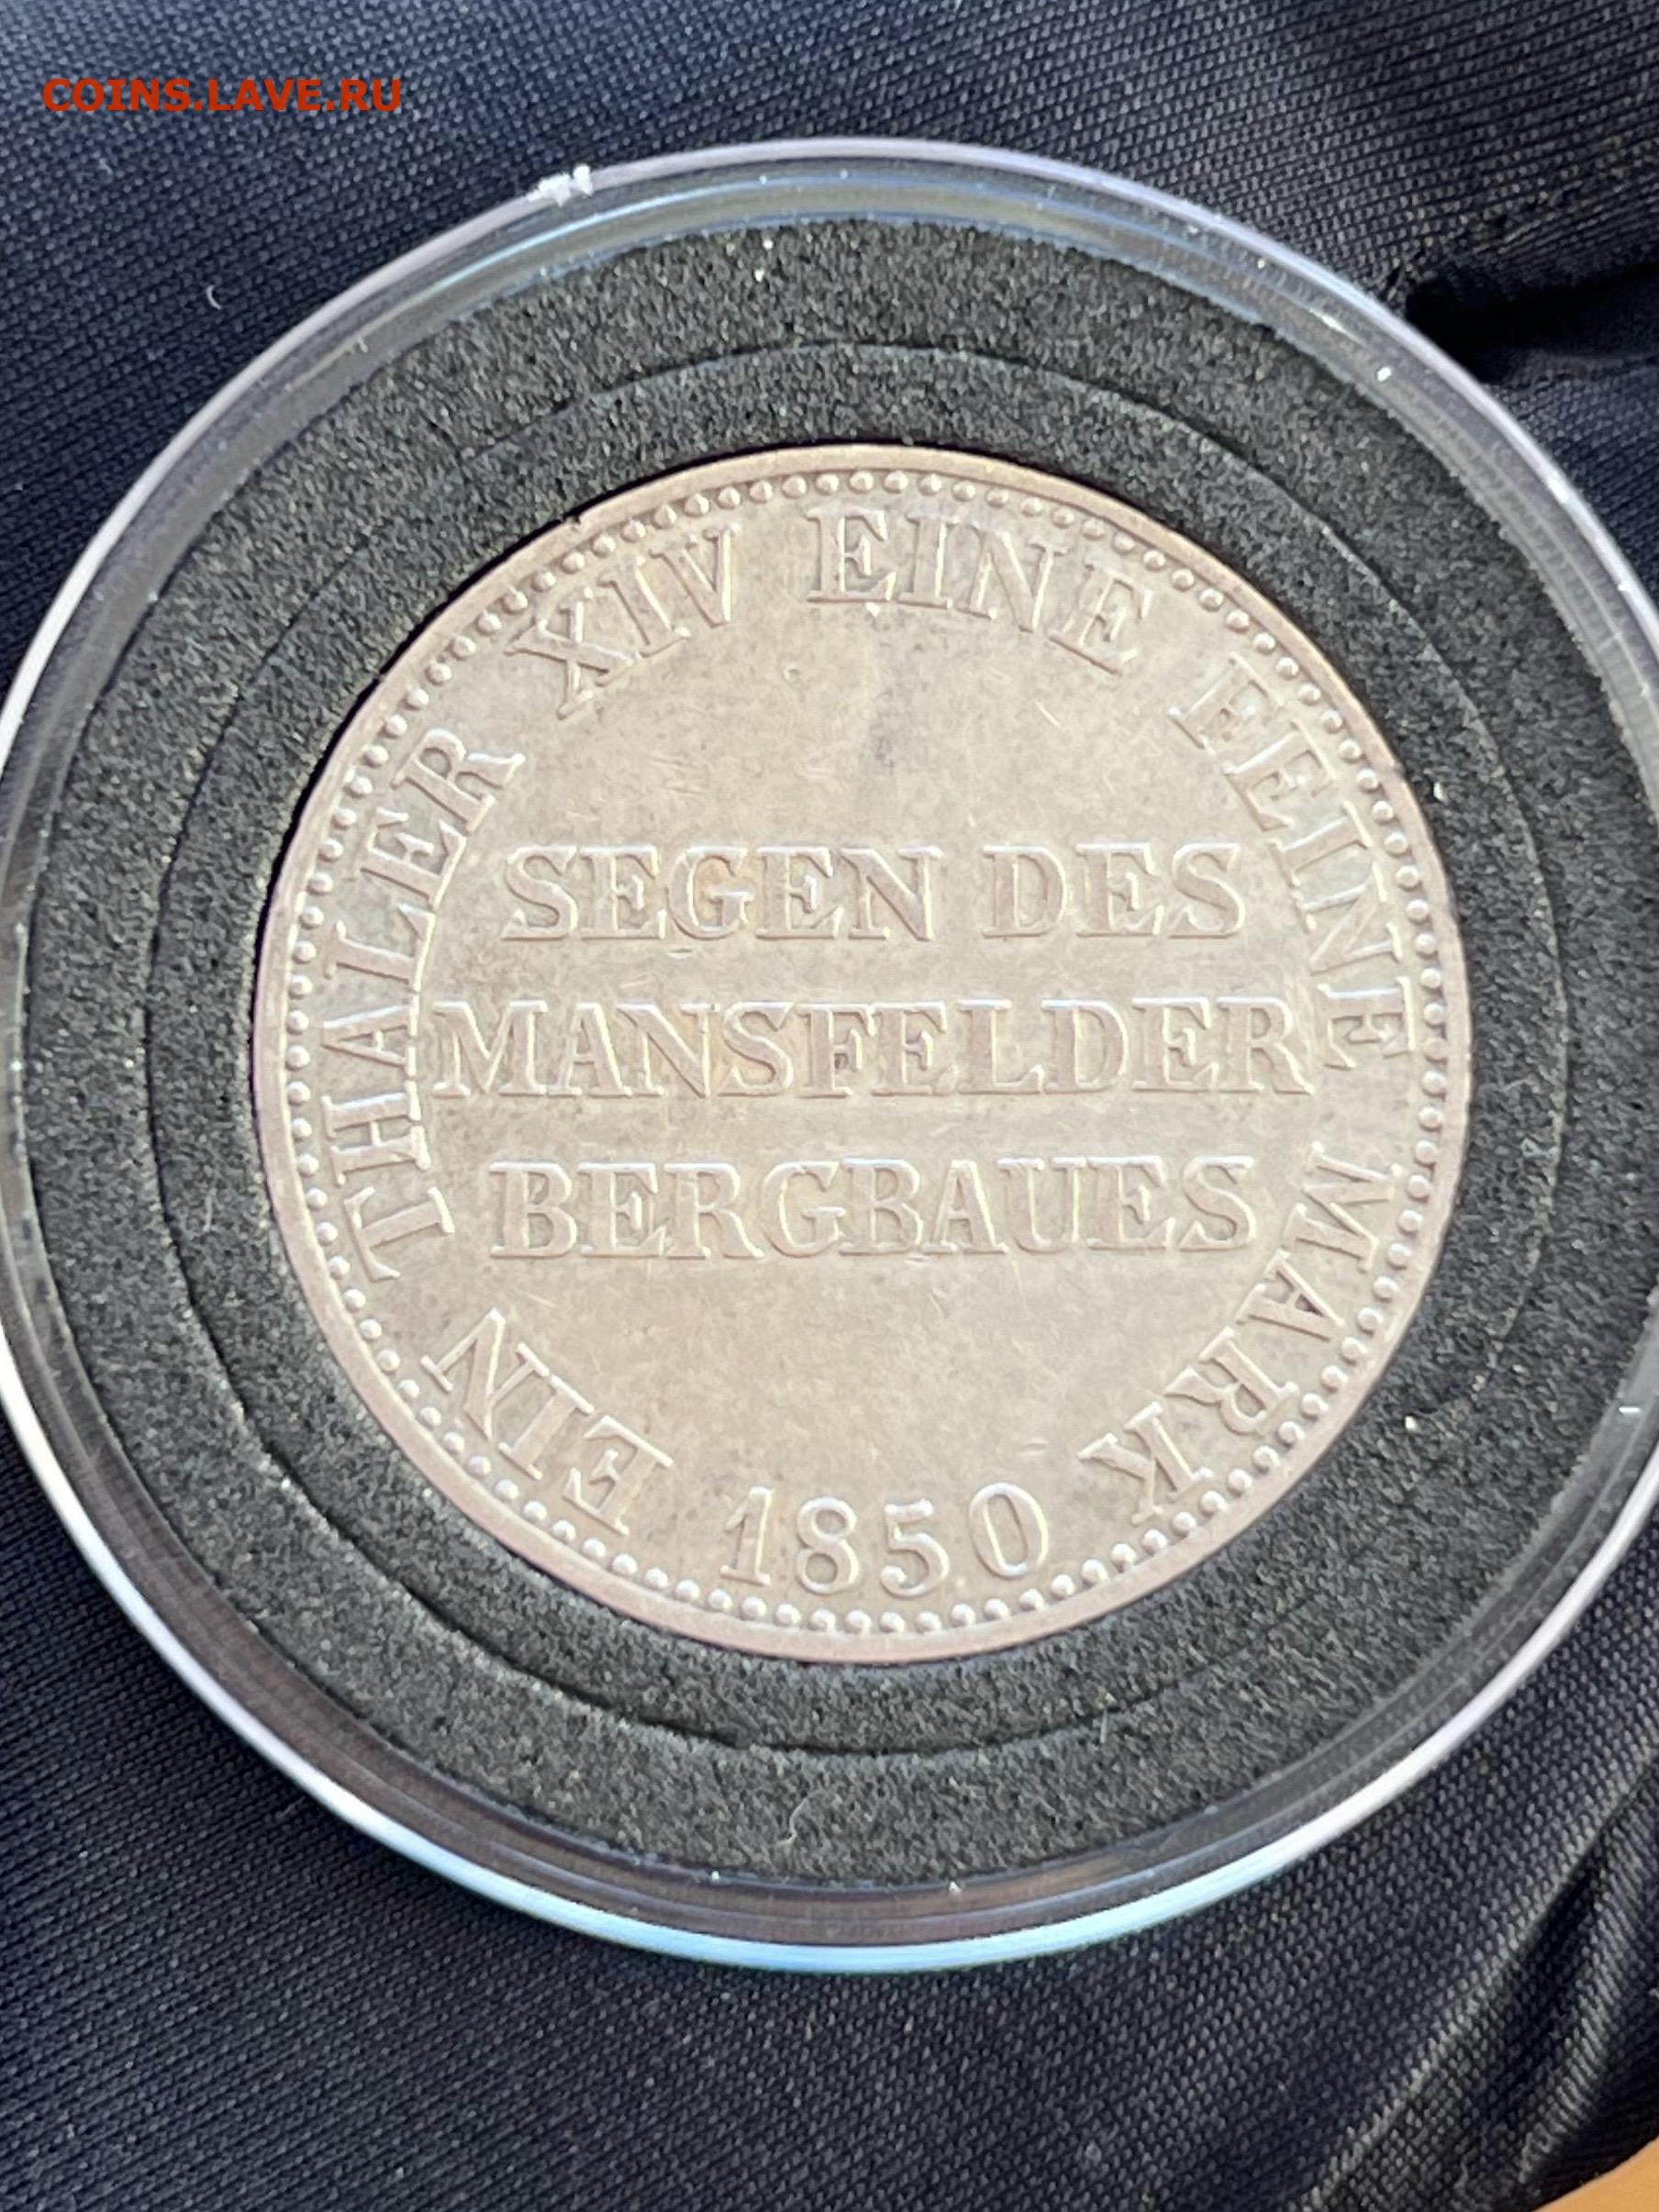 COINS.LAVE.RU
EIN THALER XIV EINE FEINE MARK
SEGEN DES
MANSFELDER
BERGBAUES
1850